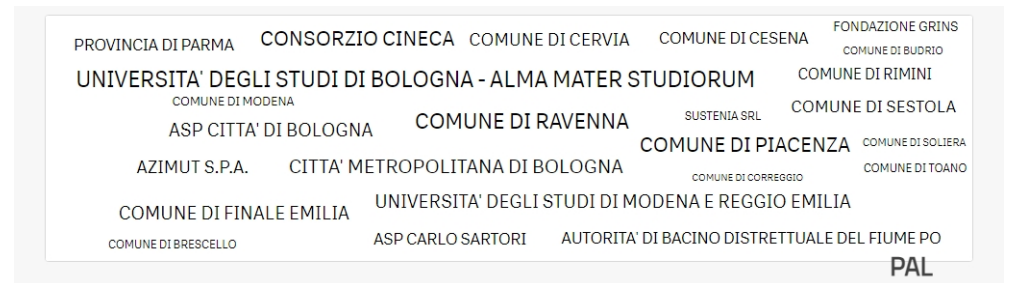 FONDAZIONE GRINS
PROVINCIA DI PARMA
CONSORZIO CINECA
COMUNE DI CERVIA
COMUNE DI CESENA
COMUNE DI BUDRIO
UNIVERSITA' DEGLI STUDI DI BOLOGNA - ALMA MATER STUDIORUM
COMUNE DI RIMINI
COMUNE DI MODENA
COMUNE DI SESTOLA
ASP CITTA' DI BOLOGNA
COMUNE DI RAVENNA
SUSTENIA SRL
COMUNE DI PIACENZA
COMUNE DI SOLIERA
AZIMUT S.P.A.
CITTA' METROPOLITANA DI BOLOGNA
COMUNE DI CORREGGIO
COMUNE DI TOANO
COMUNE DI FINALE EMILIA
UNIVERSITA' DEGLI STUDI DI MODENA E REGGIO EMILIA
COMUNE DI BRESCELLO
ASP CARLO SARTORI
AUTORITA' DI BACINO DISTRETTUALE DEL FIUME PO
PAL